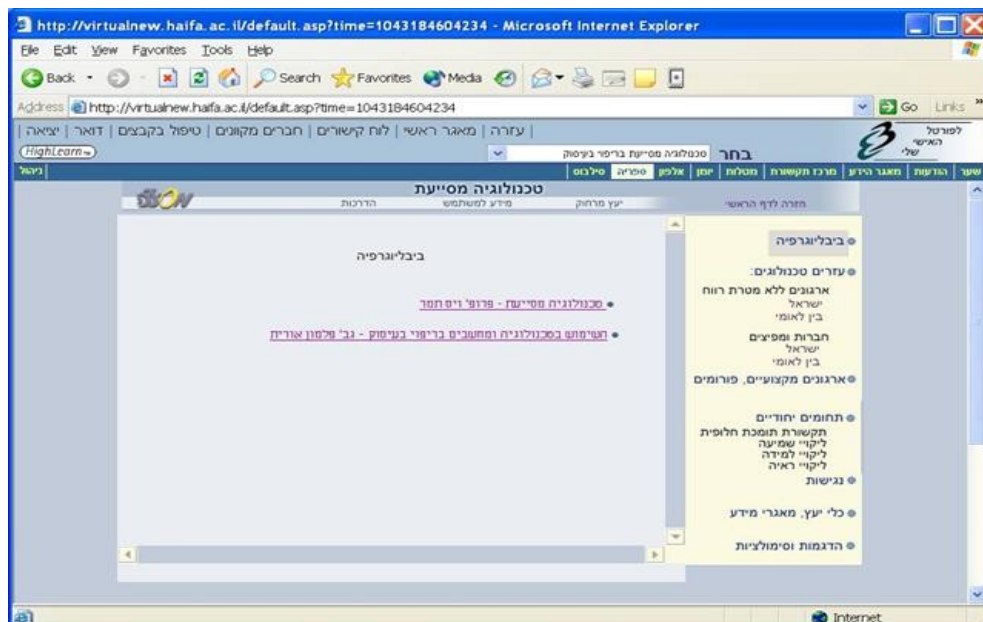 http://virtualnew.haifa.ac.il/default.asp?time=1043184604234 - Microsoft Internet Explorer
File Edit View Favorites Tools Help
Back Search Favorites Media
Address http://virtualnew.haifa.ac.il/default.asp?time=1043184604234 Go Links
| עזרה | מאגר ראשי | לוח קישורים | חברים מקוונים | טיפול בקבצים | דואר | יציאה |
לפורטל האישי שלי
HighLearn
בחר טכנולוגיה מסייעת בריפוי בעיסוק
שער | הודעות | מאגר הידע | מרכז תקשורת | מטלות | יומן | אלפון | ספריה | סילבוס
ניהול
טכנולוגיה מסייעת
חזרה לדף הראשי יעץ מרחוק מידע למשתמש הדרכות
ביבליוגרפיה
עזרים טכנולוגים:
ארגונים ללא מטרת רווח
ישראל
בין לאומי
חברות ומפיצים
ישראל
בין לאומי
ארגונים מקצועיים, פורומים
תחומים יחודיים
תקשורת תומכת חלופית
ליקויי שמיעה
ליקויי למידה
ליקויי ראיה
נגישות
כלי יעץ, מאגרי מידע
הדגמות וסימולציות
ביבליוגרפיה
טכנולוגיה מסייעת - פרופ' ויס תמר
השימוש בטכנולוגיה ומחשבים בריפוי בעיסוק - גב' פלמון אורית
Internet